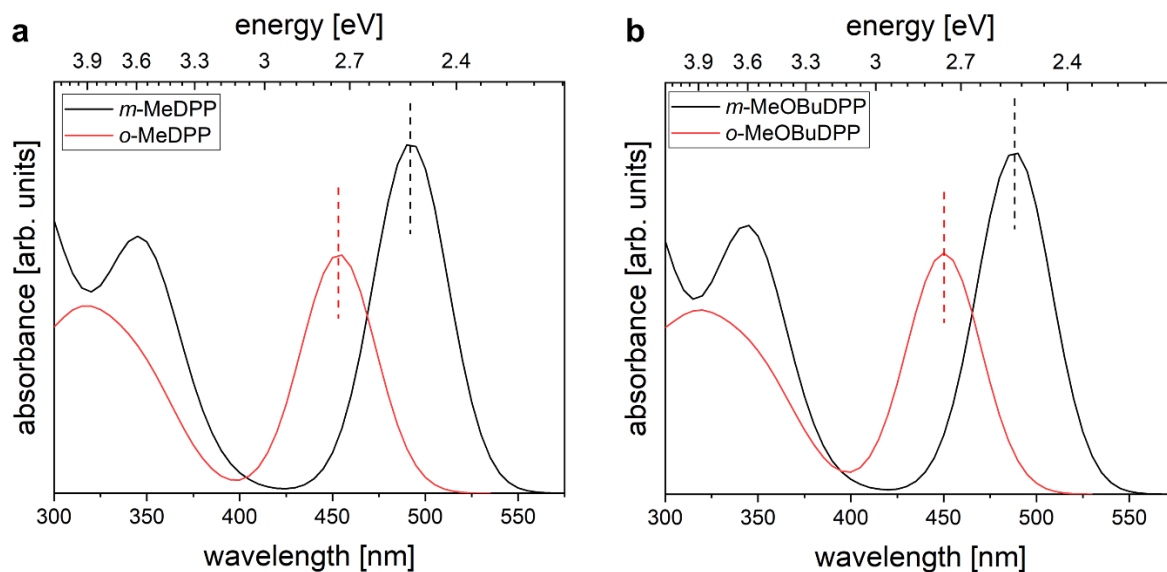 a
energy [eV]
3.9 3.6 3.3 3 2.7 2.4
m-MeDPP
o-MeDPP
absorbance [arb. units]
300 350 400 450 500 550
wavelength [nm]
b
energy [eV]
3.9 3.6 3.3 3 2.7 2.4
m-MeOBuDPP
o-MeOBuDPP
absorbance [arb. units]
300 350 400 450 500 550
wavelength [nm]